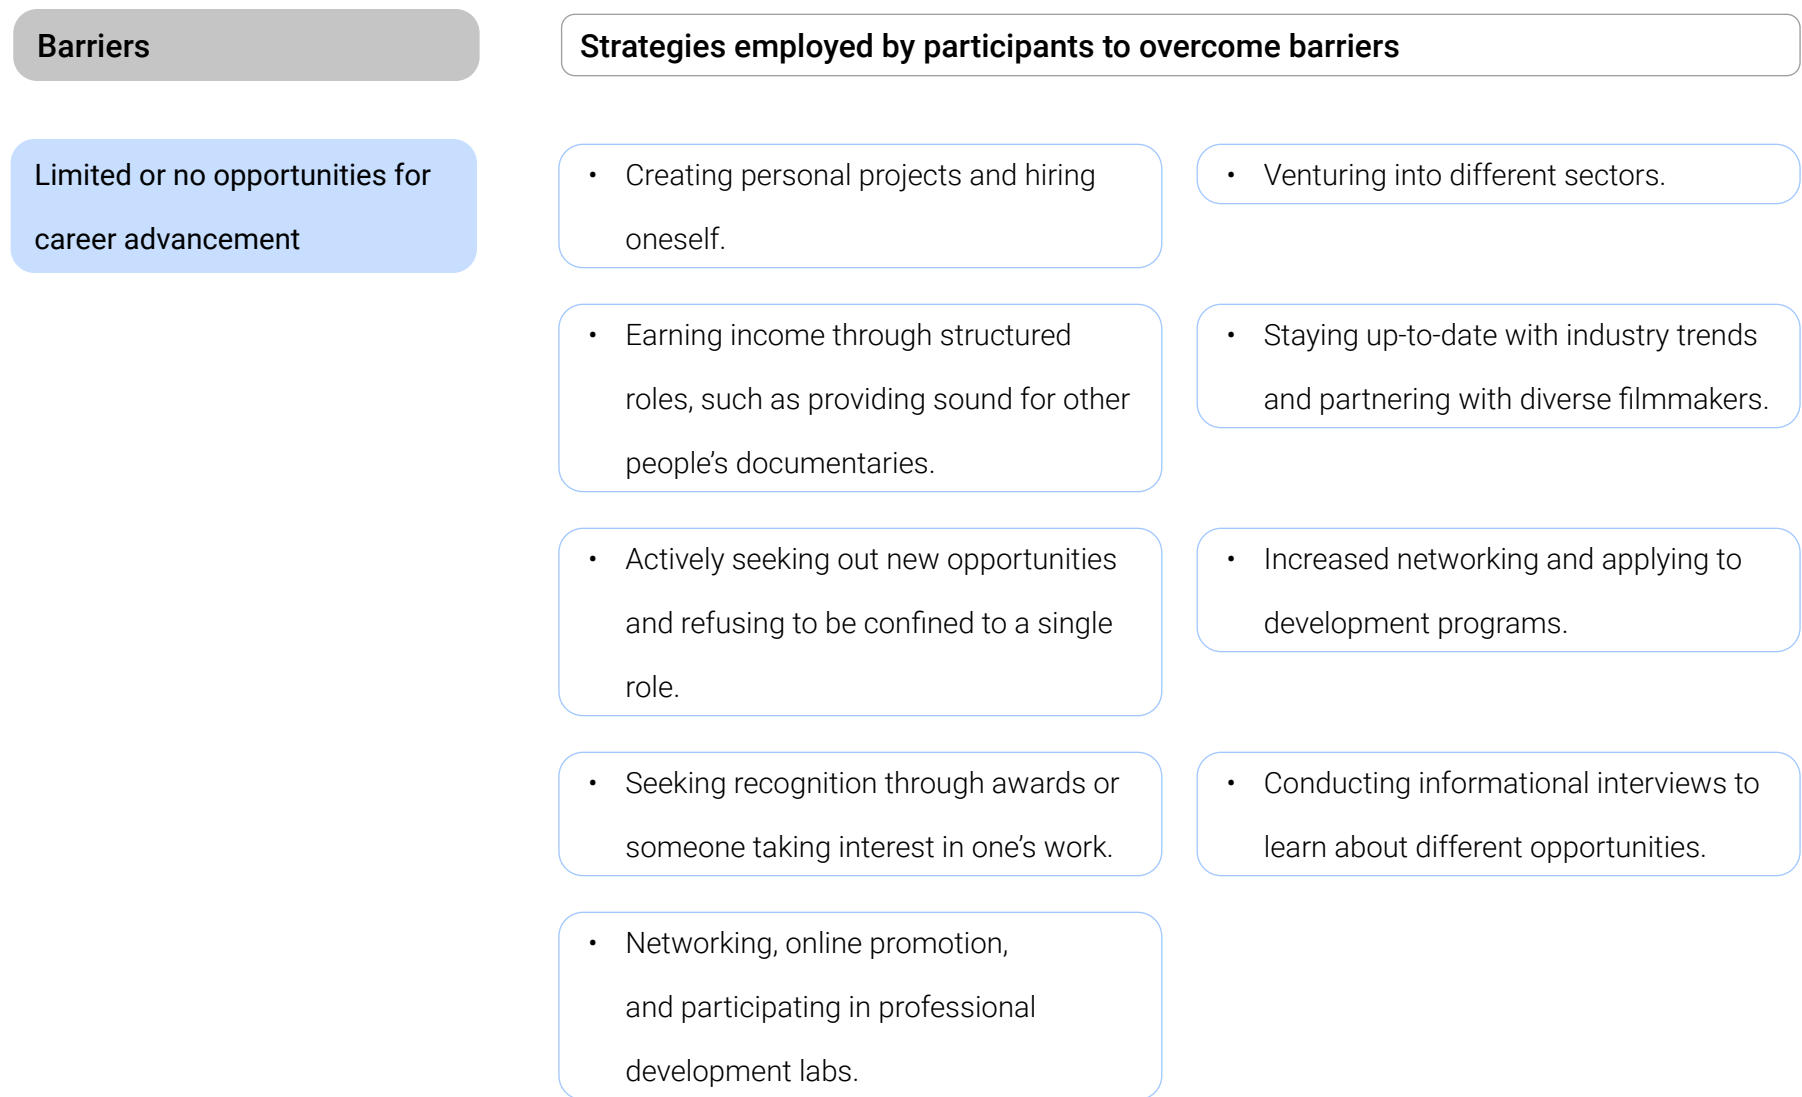 Barriers
Strategies employed by participants to overcome barriers
Limited or no opportunities for
career advancement
• Creating personal projects and hiring
oneself.
• Earning income through structured
roles, such as providing sound for other
people’s documentaries.
• Actively seeking out new opportunities
and refusing to be confined to a single
role.
• Seeking recognition through awards or
someone taking interest in one’s work.
• Networking, online promotion,
and participating in professional
development labs.
• Venturing into different sectors.
• Staying up-to-date with industry trends
and partnering with diverse filmmakers.
• Increased networking and applying to
development programs.
• Conducting informational interviews to
learn about different opportunities.